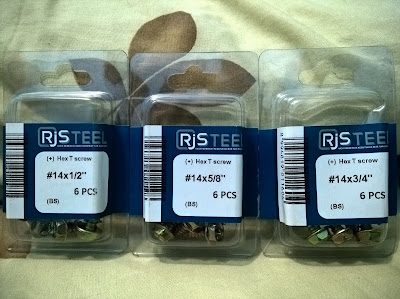 RJSTEEL
(+) Hex T screw
#14x1/2"
6 PCS
(BS)
RJSTEEL
(+) Hex T screw
#14x5/8"
6 PCS
(BS)
RJSTEEL
(+) Hex T screw
#14x3/4"
6 PCS
(BS)